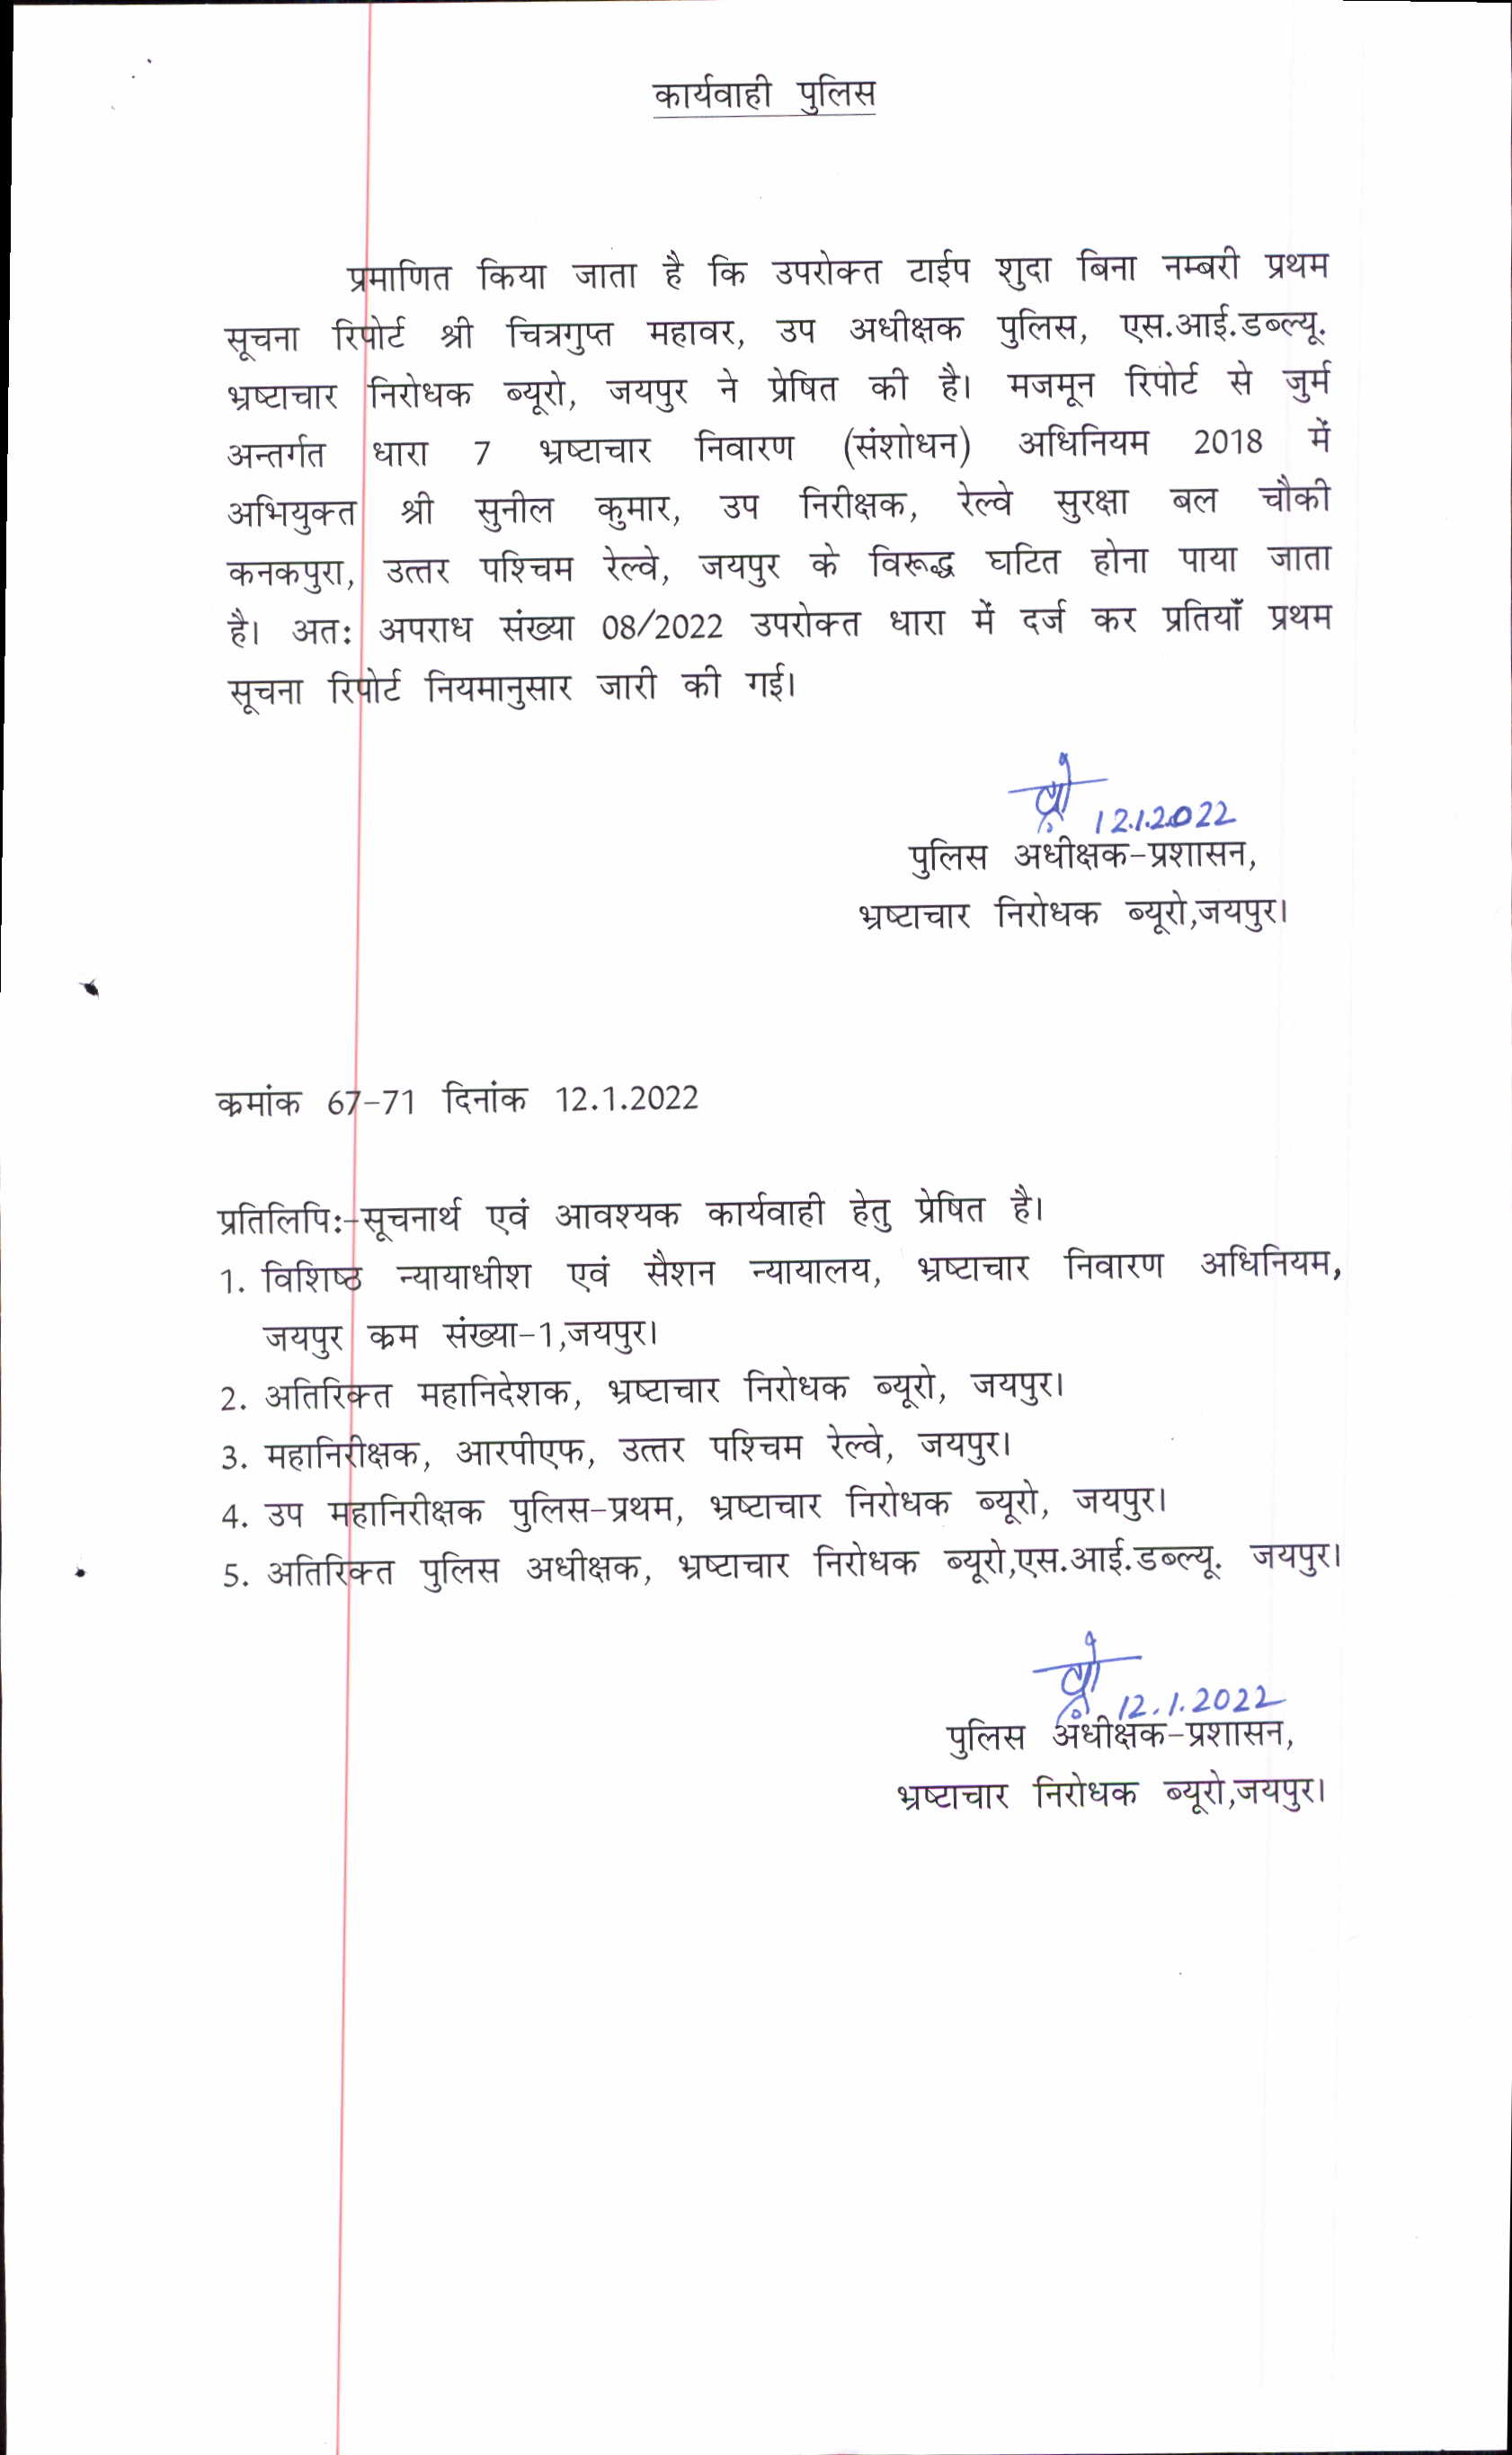 कार्यवाही पुलिस
प्रमाणित किया जाता है कि उपरोक्त टाईप शुदा बिना नम्बरी प्रथम
सूचना रिपोर्ट श्री चित्रगुप्त महावर, उप अधीक्षक पुलिस, एस.आई.डब्ल्यू.
भ्रष्टाचार निरोधक ब्यूरो, जयपुर ने प्रेषित की है। मजमून रिपोर्ट से जुर्म
अन्तर्गत धारा 7 भ्रष्टाचार निवारण (संशोधन) अधिनियम 2018 में
अभियुक्त श्री सुनील कुमार, उप निरीक्षक, रेल्वे सुरक्षा बल चौकी
कनकपुरा, उत्तर पश्चिम रेल्वे, जयपुर के विरूद्ध घटित होना पाया जाता
है। अतः अपराध संख्या 08/2022 उपरोक्त धारा में दर्ज कर प्रतियाँ प्रथम
सूचना रिपोर्ट नियमानुसार जारी की गई।
12.1.2022
पुलिस अधीक्षक-प्रशासन,
भ्रष्टाचार निरोधक ब्यूरो,जयपुर।
क्रमांक 67-71 दिनांक 12.1.2022
प्रतिलिपिः-सूचनार्थ एवं आवश्यक कार्यवाही हेतु प्रेषित है।
1. विशिष्ठ न्यायाधीश एवं सैशन न्यायालय, भ्रष्टाचार निवारण अधिनियम,
जयपुर क्रम संख्या-1,जयपुर।
2. अतिरिक्त महानिदेशक, भ्रष्टाचार निरोधक ब्यूरो, जयपुर।
3. महानिरीक्षक, आरपीएफ, उत्तर पश्चिम रेल्वे, जयपुर।
4. उप महानिरीक्षक पुलिस-प्रथम, भ्रष्टाचार निरोधक ब्यूरो, जयपुर।
5. अतिरिक्त पुलिस अधीक्षक, भ्रष्टाचार निरोधक ब्यूरो,एस.आई.डब्ल्यू. जयपुर।
12.1.2022
पुलिस अधीक्षक-प्रशासन,
भ्रष्टाचार निरोधक ब्यूरो,जयपुर।